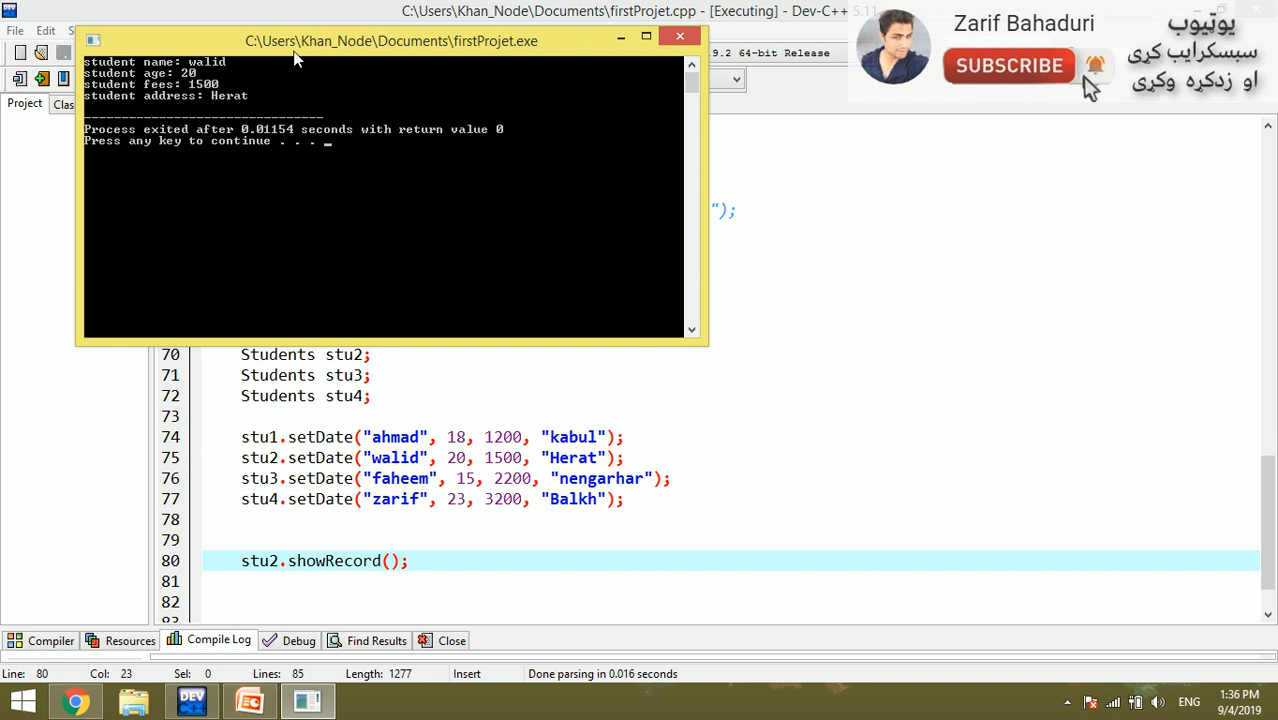 C:\Users\Khan_Node\Documents\firstProjet.cpp - [Executing] - Dev-C++ 5.11
File Edit S
C:\Users\Khan_Node\Documents\firstProjet.exe
9.2 64-bit Release
Project Clas
student name: walid
student age: 20
student fees: 1500
student address: Herat
--------------------------------
Process exited after 0.01154 seconds with return value 0
Press any key to continue . . . _
Zarif Bahaduri
SUBSCRIBE
يوټيوب
سبسکرایب کړی
او زدکړه وکړی
");
70 Students stu2;
71 Students stu3;
72 Students stu4;
73
74 stu1.setDate("ahmad", 18, 1200, "kabul");
75 stu2.setDate("walid", 20, 1500, "Herat");
76 stu3.setDate("faheem", 15, 2200, "nengarhar");
77 stu4.setDate("zarif", 23, 3200, "Balkh");
78
79
80 stu2.showRecord();
81
82
Compiler Resources Compile Log Debug Find Results Close
Line: 80 Col: 23 Sel: 0 Lines: 85 Length: 1277 Insert Done parsing in 0.016 seconds
DEV
ENG
1:36 PM
9/4/2019